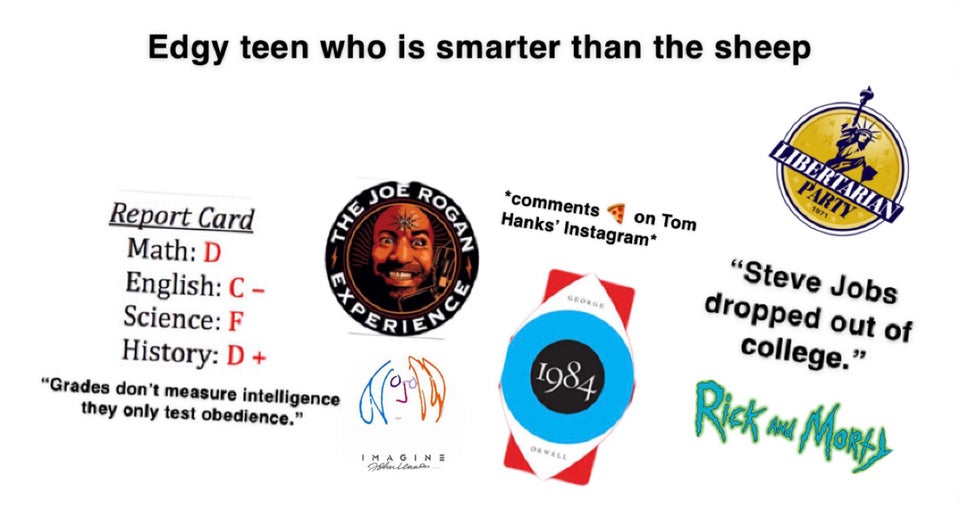 Edgy teen who is smarter than the sheep
LIBERTARIAN
PARTY
1971
Report Card
Math: D
English: C -
Science: F
History: D +
"Grades don't measure intelligence
they only test obedience."
THE JOE ROGAN
EXPERIENCE
*comments 🍕 on Tom
Hanks' Instagram*
GEORGE
1984
ORWELL
"Steve Jobs
dropped out of
college."
IMAGINE
John Lennon
Rick AND Morty